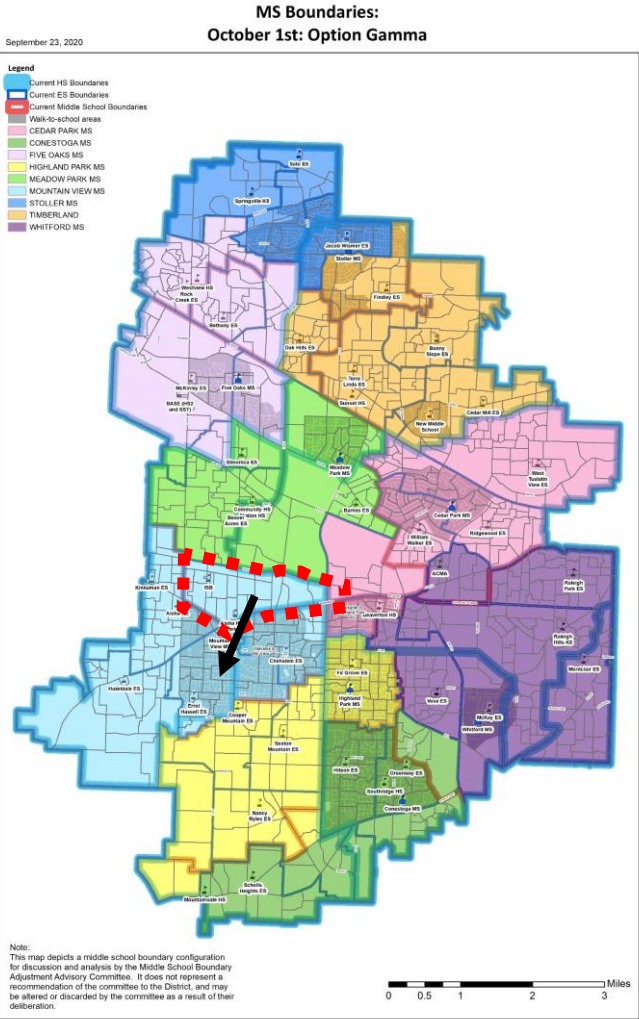 MS Boundaries:
October 1st: Option Gamma
September 23, 2020
Legend
Current HS Boundaries
Current ES Boundaries
Current Middle School Boundaries
Walk-to-school areas
CEDAR PARK MS
CONESTOGA MS
FIVE OAKS MS
HIGHLAND PARK MS
MEADOW PARK MS
MOUNTAIN VIEW MS
STOLLER MS
TIMBERLAND
WHITFORD MS
Sato ES
Springville K8
Jacob Wismer ES
Stoller MS
Westview HS
Rock
Creek ES
Findley ES
Bethany ES
Oak Hills ES
Bonny
Slope ES
Terra
Linda ES
Sunset HS
McKinley ES
Five Oaks MS
BASE (HS2
and SST)
Cedar Mill ES
New Middle
School
Elmonica ES
Meadow
Park MS
West
Tualatin
View ES
Community HS
Beaver
Acres ES
Barnes ES
Cedar Park MS
William
Walker ES
Ridgewood ES
ACMA
Kinnaman ES
ISB
Raleigh
Park ES
Beaverton HS
Raleigh
Hills K8
Mountain
View MS
Chehalem ES
Montclair ES
Hazeldale ES
Fir Grove ES
Errol
Hassell ES
Cooper
Mountain ES
Highland
Park MS
Vose ES
McKay ES
Whitford MS
Sexton
Mountain ES
Hiteon ES
Greenway ES
Southridge HS
Conestoga MS
Nancy
Ryles ES
Scholls
Heights ES
Mountainside HS
Note:
This map depicts a middle school boundary configuration
for discussion and analysis by the Middle School Boundary
Adjustment Advisory Committee. It does not represent a
recommendation of the committee to the District, and may
be altered or discarded by the committee as a result of their
deliberation.
Miles
0 0.5 1 2 3